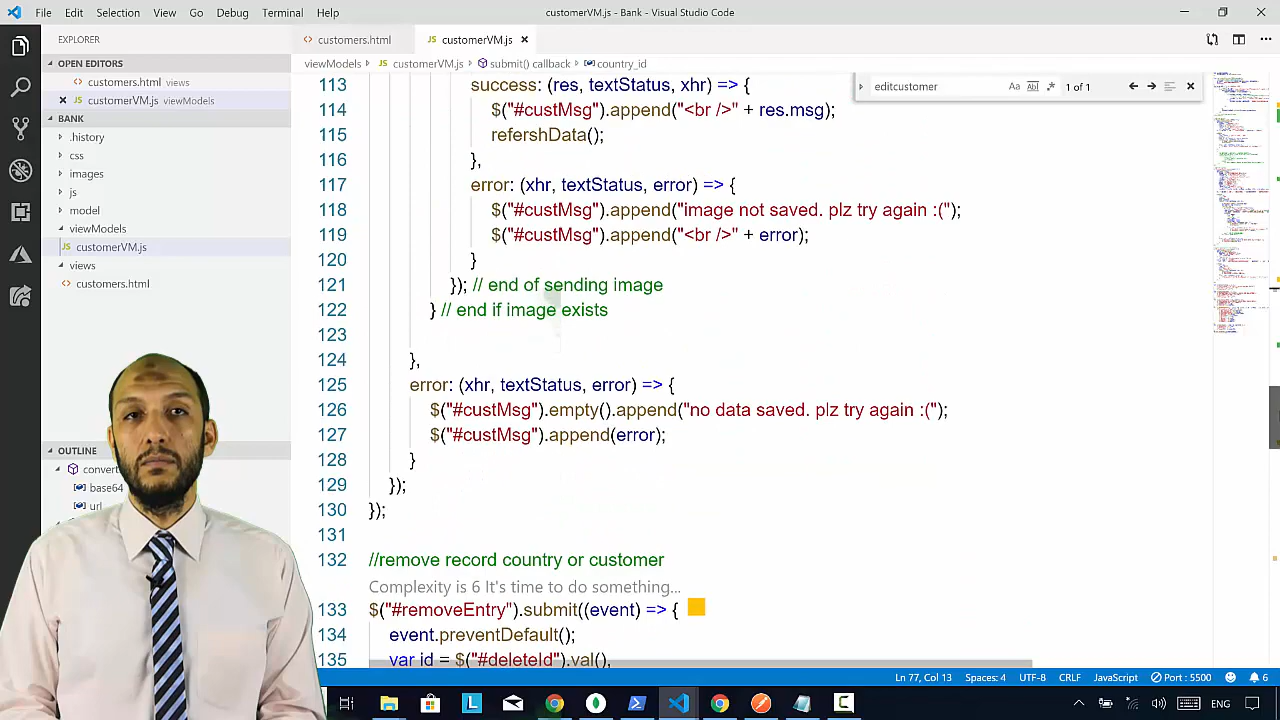 File Edit Selection View Go Debug Terminal Help
customerVM.js - Bank - Visual Studio Code
EXPLORER
customers.html
customerVM.js
OPEN EDITORS
viewModels customerVM.js submit() callback country_id
customers.html views
customerVM.js viewModels
BANK
.history
css
images
js
model
viewModels
customerVM.js
views
customers.html
OUTLINE
base64
url
editcustomer
Aa Abl .* 1 of 1
113 success: (res, textStatus, xhr) => {
114 $("#custMsg").append("<br />" + res.msg);
115 refershData();
116 },
117 error: (xhr, textStatus, error) => {
118 $("#custMsg").append("image not saved. plz try again :(");
119 $("#custMsg").append("<br />" + error);
120 }
121 }); // end of sending image
122 } // end if image exists
123
124 },
125 error: (xhr, textStatus, error) => {
126 $("#custMsg").empty().append("no data saved. plz try again :(");
127 $("#custMsg").append(error);
128 }
129 });
130 });
131
132 //remove record country or customer
Complexity is 6 It's time to do something...
133 $("#removeEntry").submit((event) => {
134 event.preventDefault();
135 var id = $("#deleteId").val(),
Ln 77, Col 13 Spaces: 4 UTF-8 CRLF JavaScript Port : 5500 6
ENG